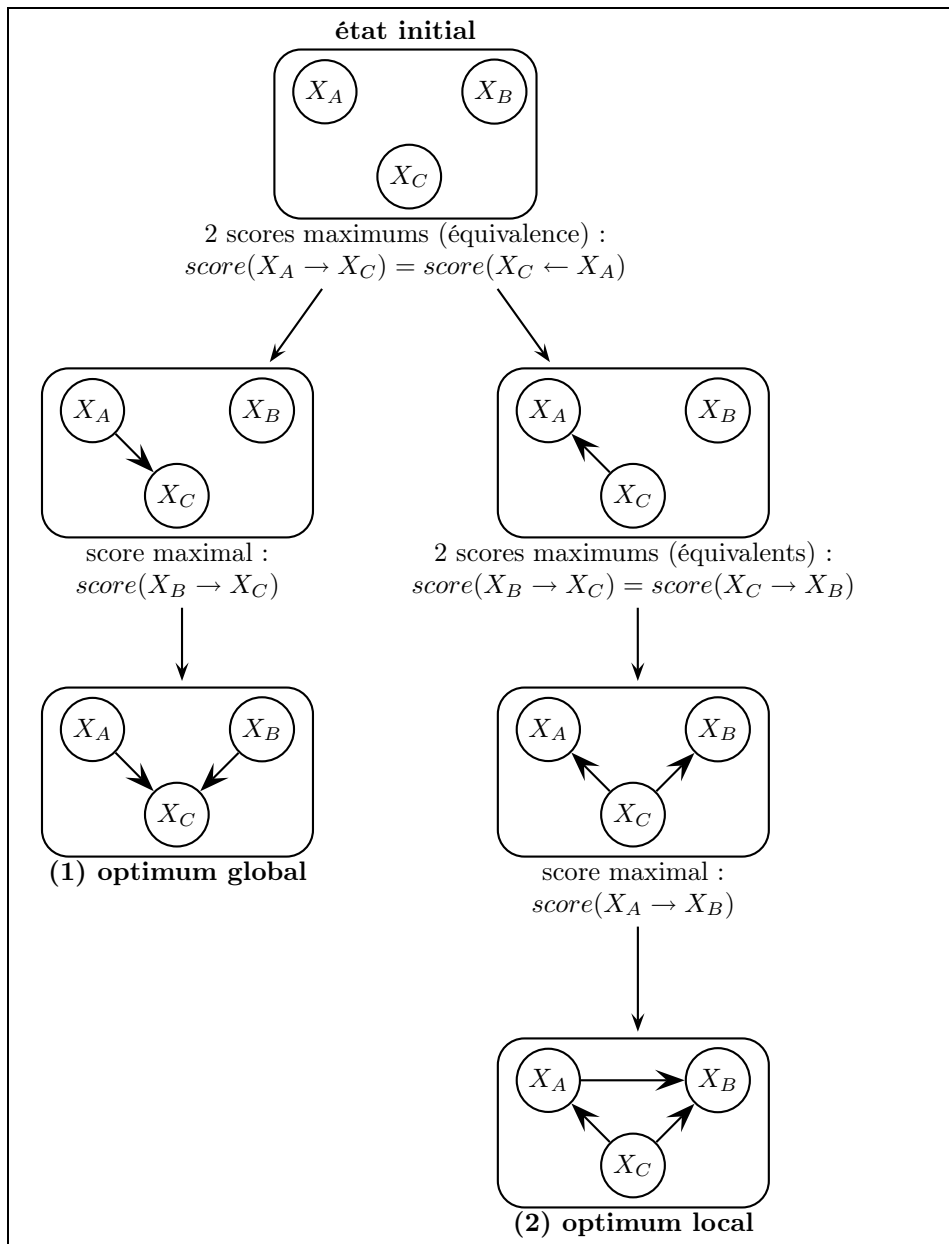 état initial
X_A X_B
X_C
2 scores maximums (équivalence) :
score(X_A → X_C) = score(X_C ← X_A)
X_A X_B
X_C
score maximal :
score(X_B → X_C)
X_A X_B
X_C
2 scores maximums (équivalents) :
score(X_B → X_C) = score(X_C → X_B)
X_A X_B
X_C
(1) optimum global
X_A X_B
X_C
score maximal :
score(X_A → X_B)
X_A X_B
X_C
(2) optimum local